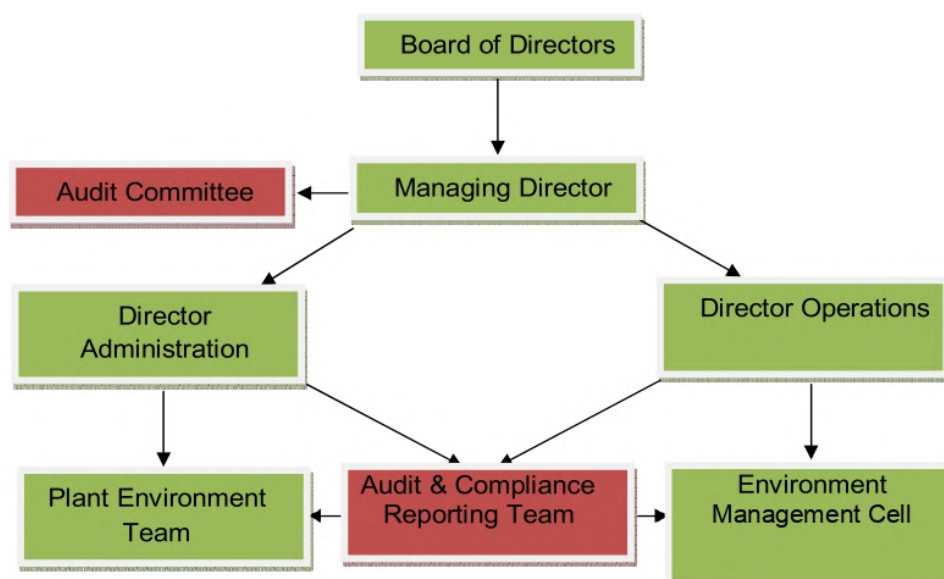 Board of Directors
Audit Committee
Managing Director
Director
Administration
Director Operations
Plant Environment
Team
Audit & Compliance
Reporting Team
Environment
Management Cell